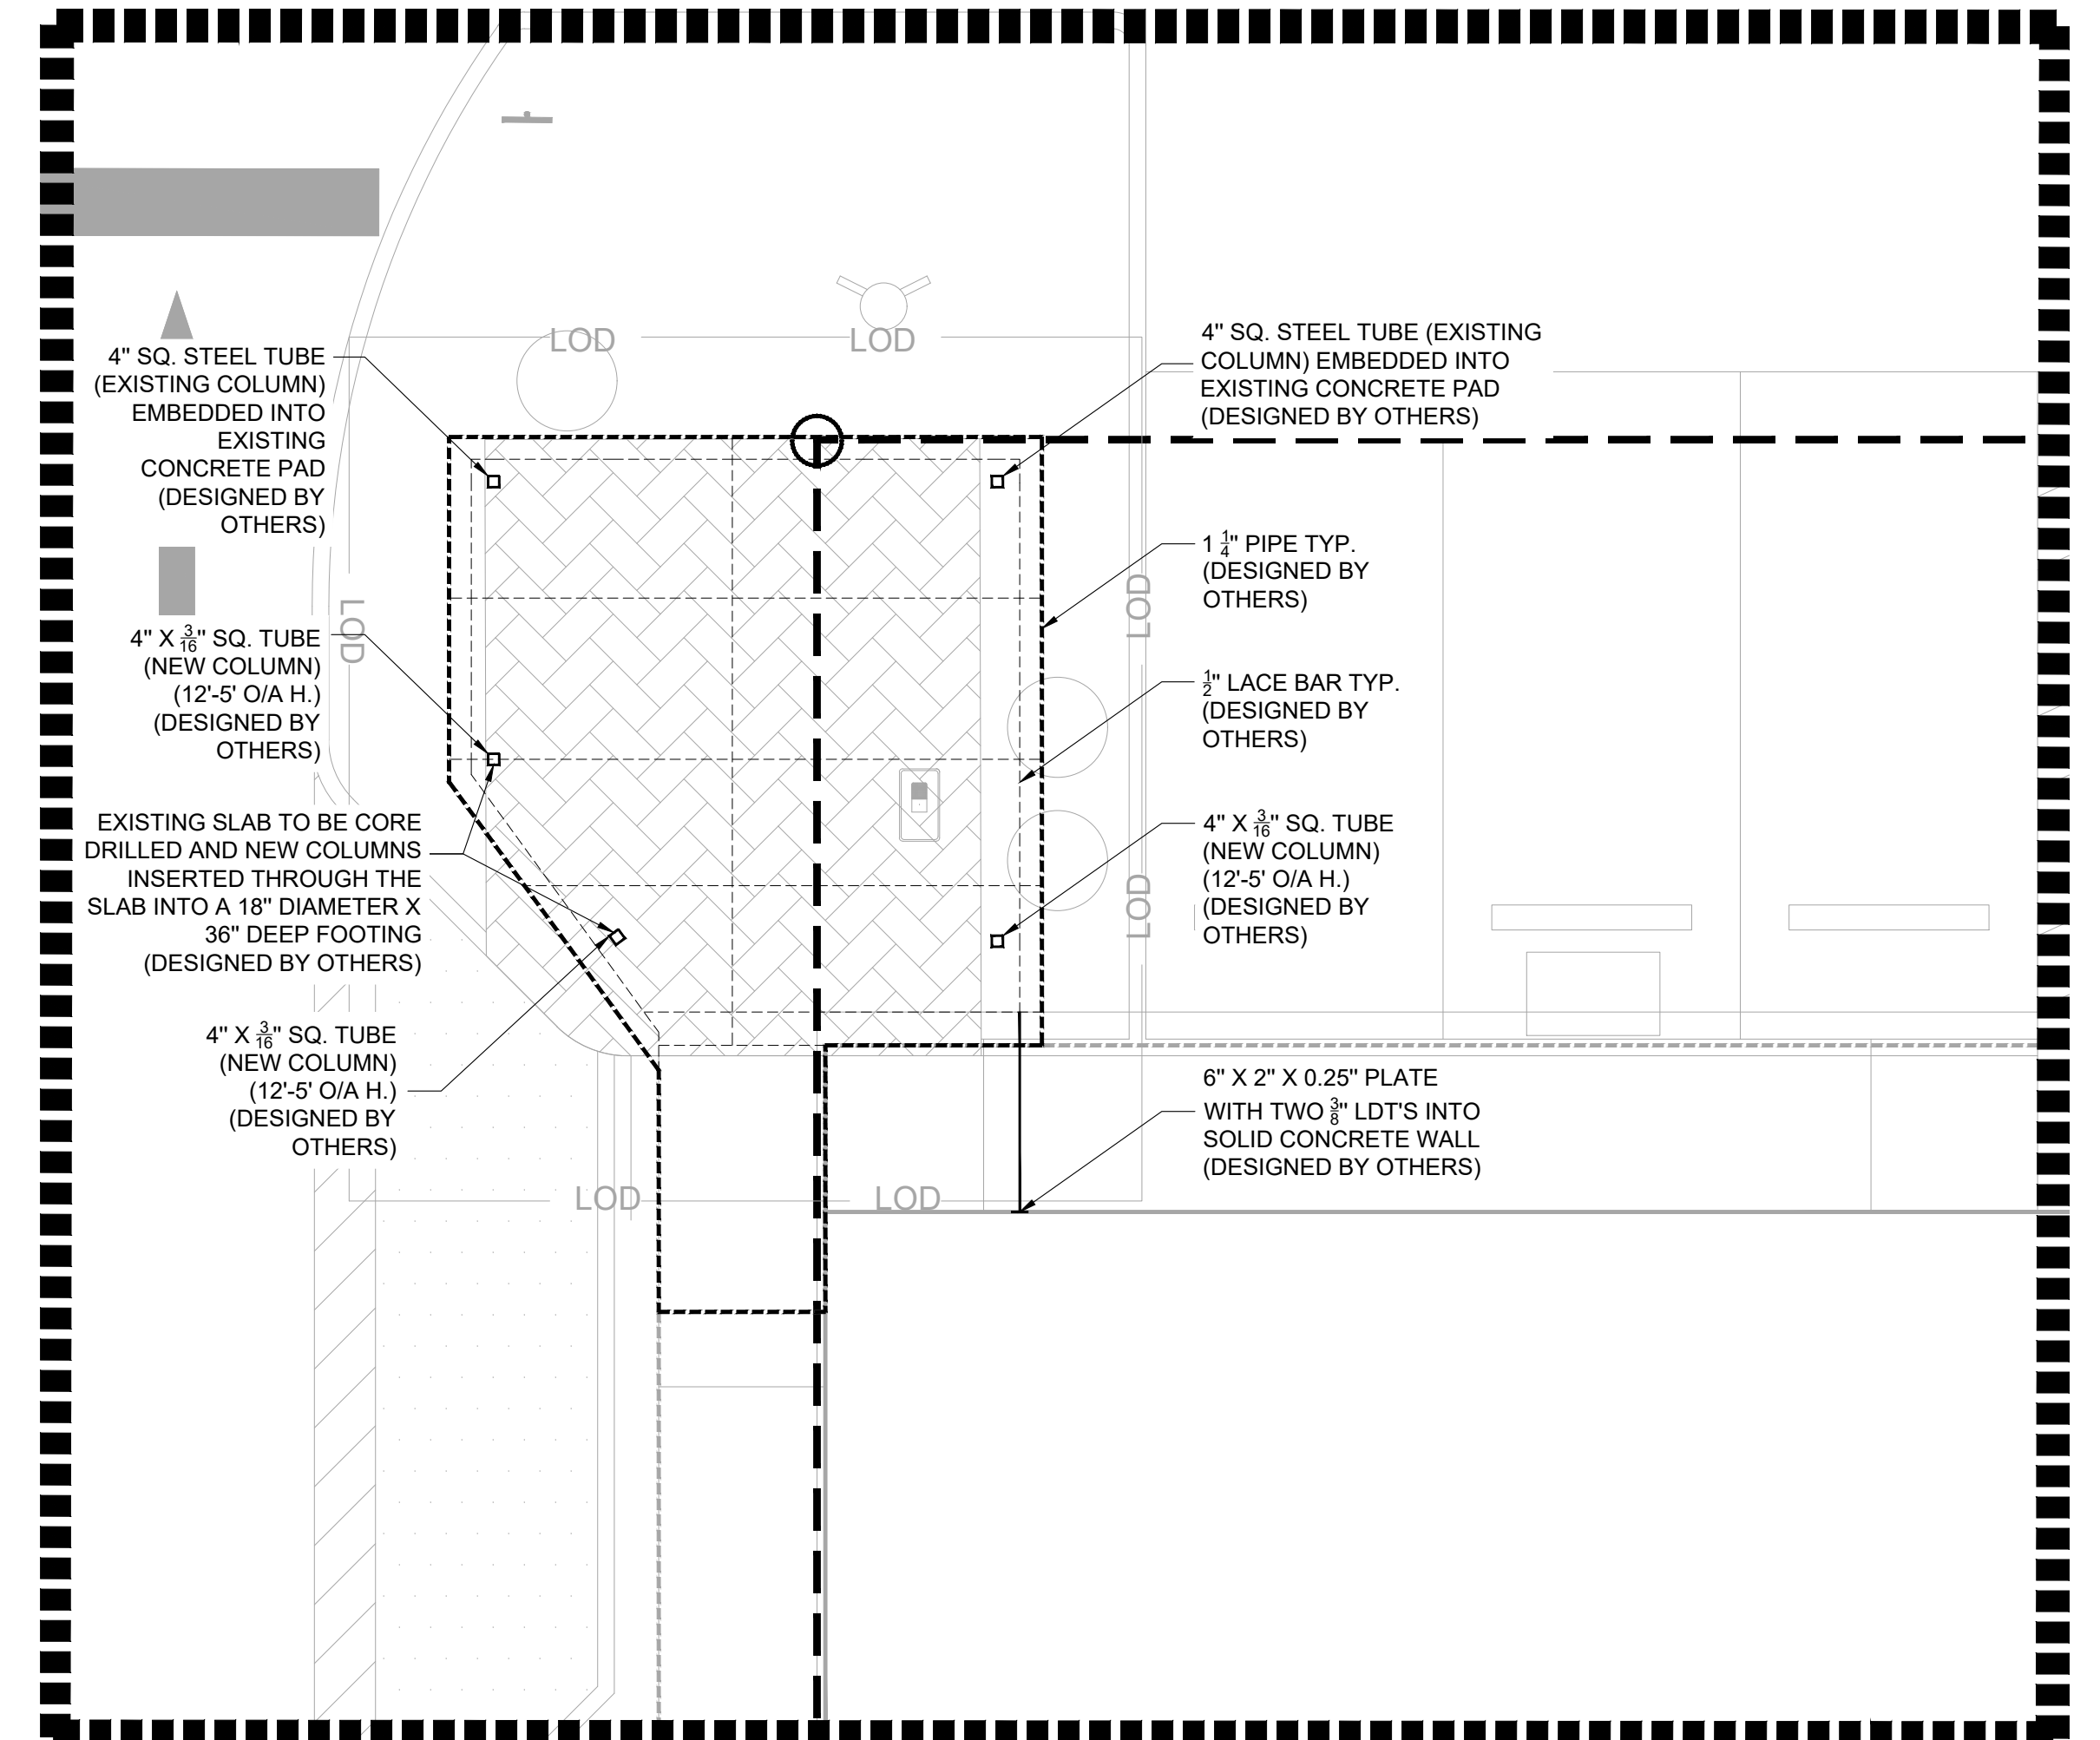 LOD
LOD
4" SQ. STEEL TUBE
(EXISTING COLUMN)
EMBEDDED INTO
EXISTING
CONCRETE PAD
(DESIGNED BY
OTHERS)
4" SQ. STEEL TUBE (EXISTING
COLUMN) EMBEDDED INTO
EXISTING CONCRETE PAD
(DESIGNED BY OTHERS)
1 1/4" PIPE TYP.
(DESIGNED BY
OTHERS)
LOD
LOD
4" X 3/16" SQ. TUBE
(NEW COLUMN)
(12'-5' O/A H.)
(DESIGNED BY
OTHERS)
1/2" LACE BAR TYP.
(DESIGNED BY
OTHERS)
EXISTING SLAB TO BE CORE
DRILLED AND NEW COLUMNS
INSERTED THROUGH THE
SLAB INTO A 18" DIAMETER X
36" DEEP FOOTING
(DESIGNED BY OTHERS)
LOD
4" X 3/16" SQ. TUBE
(NEW COLUMN)
(12'-5' O/A H.)
(DESIGNED BY
OTHERS)
4" X 3/16" SQ. TUBE
(NEW COLUMN)
(12'-5' O/A H.)
(DESIGNED BY
OTHERS)
6" X 2" X 0.25" PLATE
WITH TWO 3/8" LDT'S INTO
SOLID CONCRETE WALL
(DESIGNED BY OTHERS)
LOD
LOD